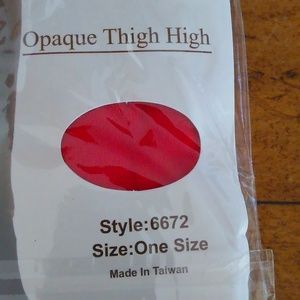 Opaque Thigh High
Style:6672
Size:One Size
Made In Taiwan